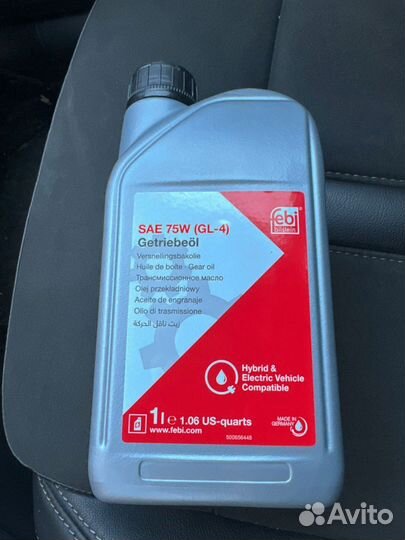 febi
bilstein
SAE 75W (GL-4)
Getriebeöl
Versnellingsbakolie
Huile de boîte · Gear oil
Трансмиссионное масло
Olej przekładniowy
Aceite de engranaje
Olio di trasmissione
زيت ناقل الحركة
Hybrid &
Electric Vehicle
Compatible
1l e 1.06 US-quarts
www.febi.com
MADE IN
GERMANY
500656448
Avito